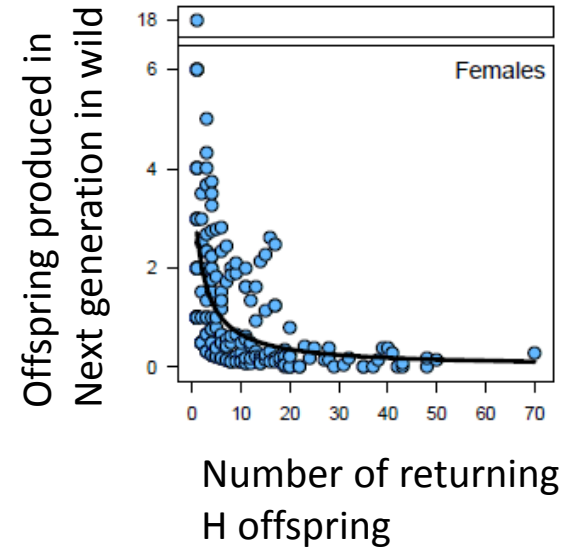 Offspring produced in
Next generation in wild
18
6
4
2
0
Females
0 10 20 30 40 50 60 70
Number of returning
H offspring